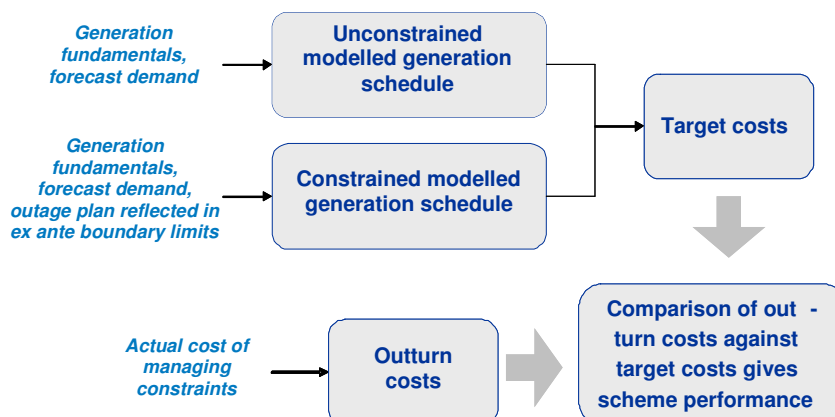 Generation
fundamentals,
forecast demand
Unconstrained
modelled generation
schedule
Target costs
Generation
fundamentals,
forecast demand,
outage plan reflected in
ex ante boundary limits
Constrained modelled
generation schedule
Actual cost of
managing
constraints
Outturn
costs
Comparison of out -
turn costs against
target costs gives
scheme performance